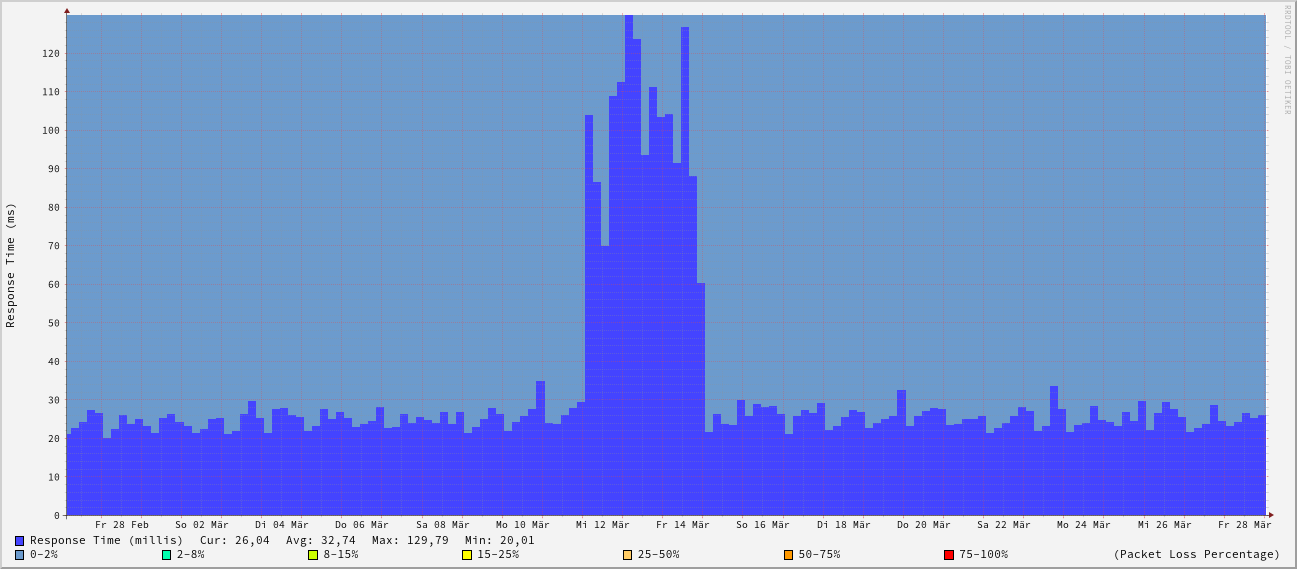 RRDTOOL / TOBI OETIKER
Response Time (ms)
120
110
100
90
80
70
60
50
40
30
20
10
0
Fr 28 Feb So 02 Mär Di 04 Mär Do 06 Mär Sa 08 Mär Mo 10 Mär Mi 12 Mär Fr 14 Mär So 16 Mär Di 18 Mär Do 20 Mär Sa 22 Mär Mo 24 Mär Mi 26 Mär Fr 28 Mär
Response Time (millis) Cur: 26,04 Avg: 32,74 Max: 129,79 Min: 20,01
0-2% 2-8% 8-15% 15-25% 25-50% 50-75% 75-100% (Packet Loss Percentage)